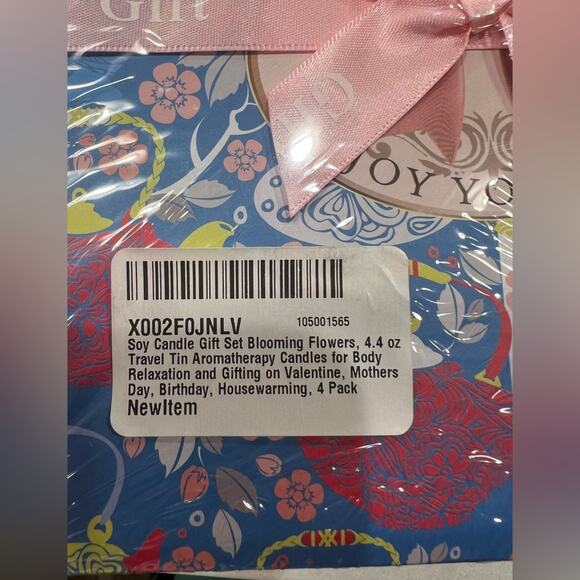 Gift
OY YO
X002F0JNLV 105001565
Soy Candle Gift Set Blooming Flowers, 4.4 oz
Travel Tin Aromatherapy Candles for Body
Relaxation and Gifting on Valentine, Mothers
Day, Birthday, Housewarming, 4 Pack
NewItem